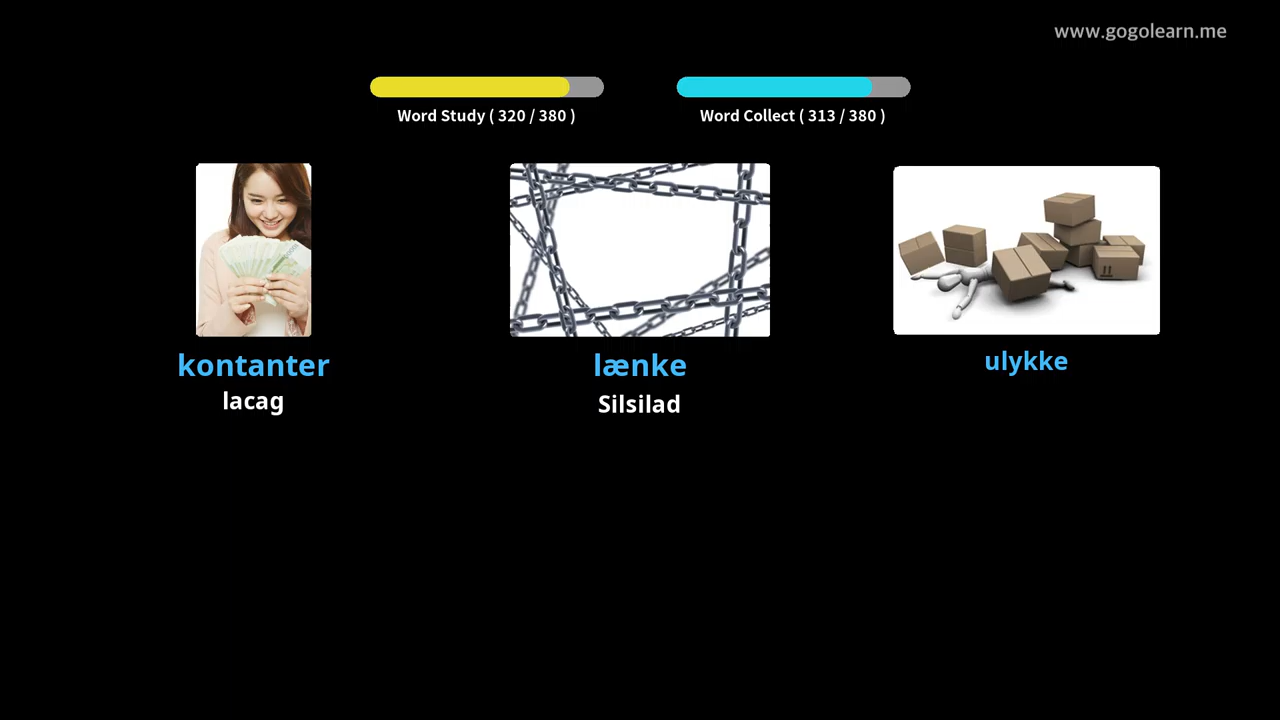 www.gogolearn.me
Word Study ( 320 / 380 )
Word Collect ( 313 / 380 )
kontanter
lacag
lænke
Silsilad
ulykke